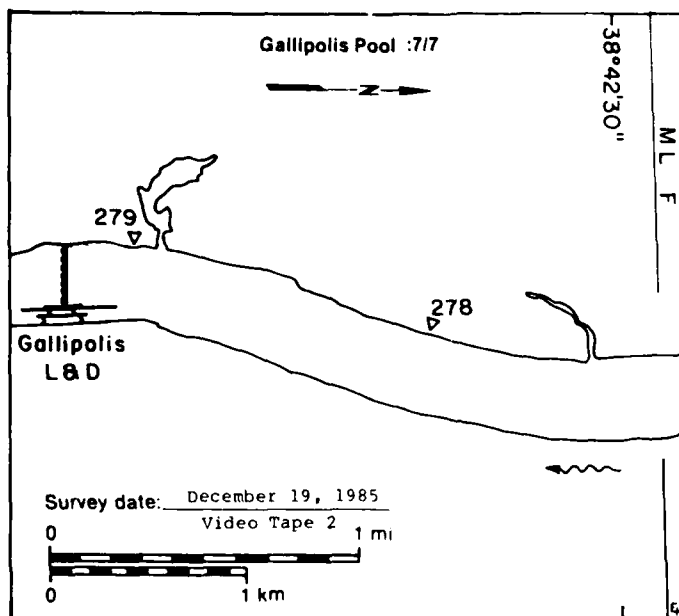 Gallipolis Pool :7/7
N
38°42'30"
ML F
279
278
Gallipolis
L&D
Survey date: December 19, 1985
Video Tape 2
0 1 mi
0 1 km